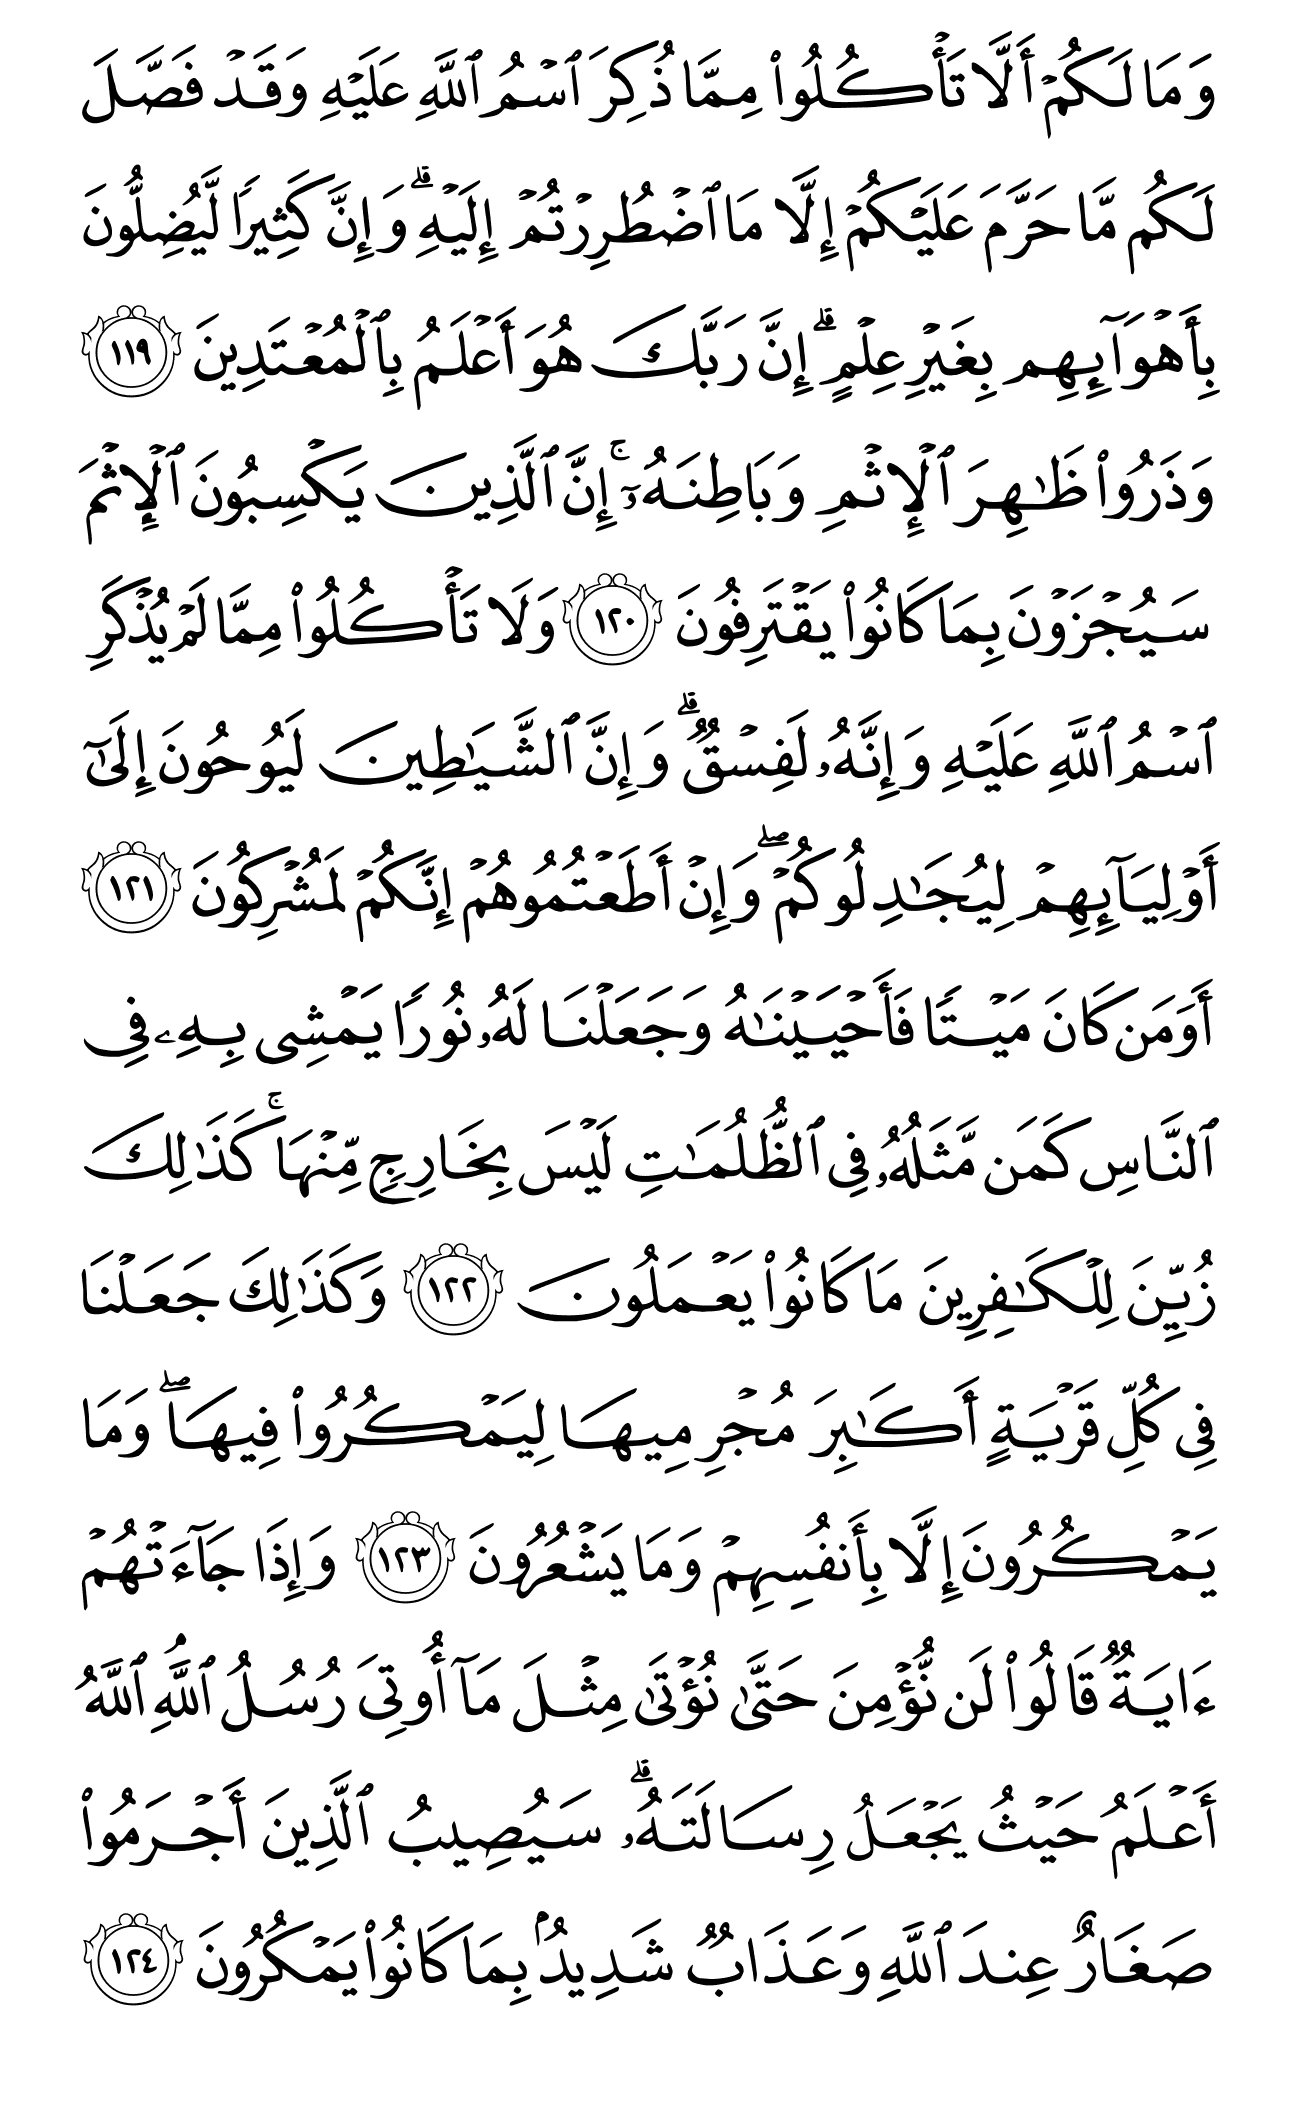 وَمَا لَكُمۡ أَلَّا تَأۡكُلُواْ مِمَّا ذُكِرَ ٱسۡمُ ٱللَّهِ عَلَيۡهِ وَقَدۡ فَصَّلَ
لَكُم مَّا حَرَّمَ عَلَيۡكُمۡ إِلَّا مَا ٱضۡطُرِرۡتُمۡ إِلَيۡهِۗ وَإِنَّ كَثِيرٗا لَّيُضِلُّونَ
بِأَهۡوَآئِهِم بِغَيۡرِ عِلۡمٍۚ إِنَّ رَبَّكَ هُوَ أَعۡلَمُ بِٱلۡمُعۡتَدِينَ ١١٩
وَذَرُواْ ظَٰهِرَ ٱلۡإِثۡمِ وَبَاطِنَهُۥٓۚ إِنَّ ٱلَّذِينَ يَكۡسِبُونَ ٱلۡإِثۡمَ
سَيُجۡزَوۡنَ بِمَا كَانُواْ يَقۡتَرِفُونَ ١٢٠ وَلَا تَأۡكُلُواْ مِمَّا لَمۡ يُذۡكَرِ
ٱسۡمُ ٱللَّهِ عَلَيۡهِ وَإِنَّهُۥ لَفِسۡقٞۗ وَإِنَّ ٱلشَّيَٰطِينَ لَيُوحُونَ إِلَىٰٓ
أَوۡلِيَآئِهِمۡ لِيُجَٰدِلُوكُمۡۖ وَإِنۡ أَطَعۡتُمُوهُمۡ إِنَّكُمۡ لَمُشۡرِكُونَ ١٢١
أَوَمَن كَانَ مَيۡتٗا فَأَحۡيَيۡنَٰهُ وَجَعَلۡنَا لَهُۥ نُورٗا يَمۡشِي بِهِۦ فِي
ٱلنَّاسِ كَمَن مَّثَلُهُۥ فِي ٱلظُّلُمَٰتِ لَيۡسَ بِخَارِجٖ مِّنۡهَاۚ كَذَٰلِكَ
زُيِّنَ لِلۡكَٰفِرِينَ مَا كَانُواْ يَعۡمَلُونَ ١٢٢ وَكَذَٰلِكَ جَعَلۡنَا
فِي كُلِّ قَرۡيَةٍ أَكَٰبِرَ مُجۡرِمِيهَا لِيَمۡكُرُواْ فِيهَاۖ وَمَا
يَمۡكُرُونَ إِلَّا بِأَنفُسِهِمۡ وَمَا يَشۡعُرُونَ ١٢٣ وَإِذَا جَآءَتۡهُمۡ
ءَايَةٞ قَالُواْ لَن نُّؤۡمِنَ حَتَّىٰ نُؤۡتَىٰ مِثۡلَ مَآ أُوتِيَ رُسُلُ ٱللَّهِۘ ٱللَّهُ
أَعۡلَمُ حَيۡثُ يَجۡعَلُ رِسَالَتَهُۥۗ سَيُصِيبُ ٱلَّذِينَ أَجۡرَمُواْ
صَغَارٌ عِندَ ٱللَّهِ وَعَذَابٞ شَدِيدُۢ بِمَا كَانُواْ يَمۡكُرُونَ ١٢٤